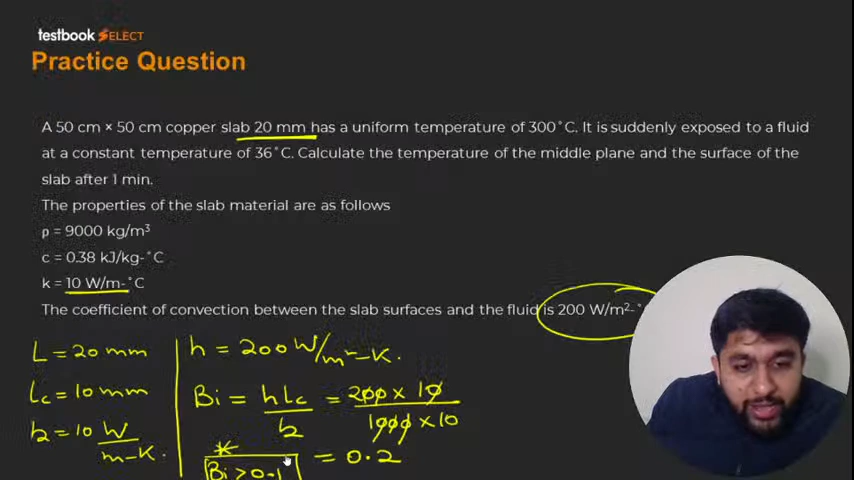 testbook SELECT
Practice Question
A 50 cm × 50 cm copper slab 20 mm has a uniform temperature of 300°C. It is suddenly exposed to a fluid
at a constant temperature of 36°C. Calculate the temperature of the middle plane and the surface of the
slab after 1 min.
The properties of the slab material are as follows
ρ = 9000 kg/m³
c = 0.38 kJ/kg-°C
k = 10 W/m-°C
The coefficient of convection between the slab surfaces and the fluid is 200 W/m²-°
L = 20 mm
Lc = 10 mm
k = 10 W/m-K.
h = 200 W/m²-K.
Bi = hLc/k = 200 × 10/1000 × 10
= 0.2
* Bi > 0.1